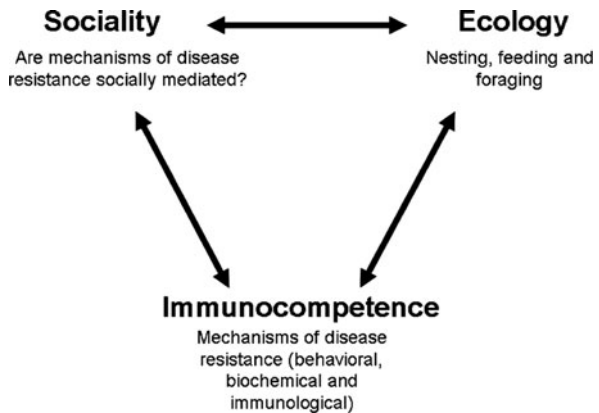 Sociality
Are mechanisms of disease
resistance socially mediated?
Ecology
Nesting, feeding and
foraging
Immunocompetence
Mechanisms of disease
resistance (behavioral,
biochemical and
immunological)